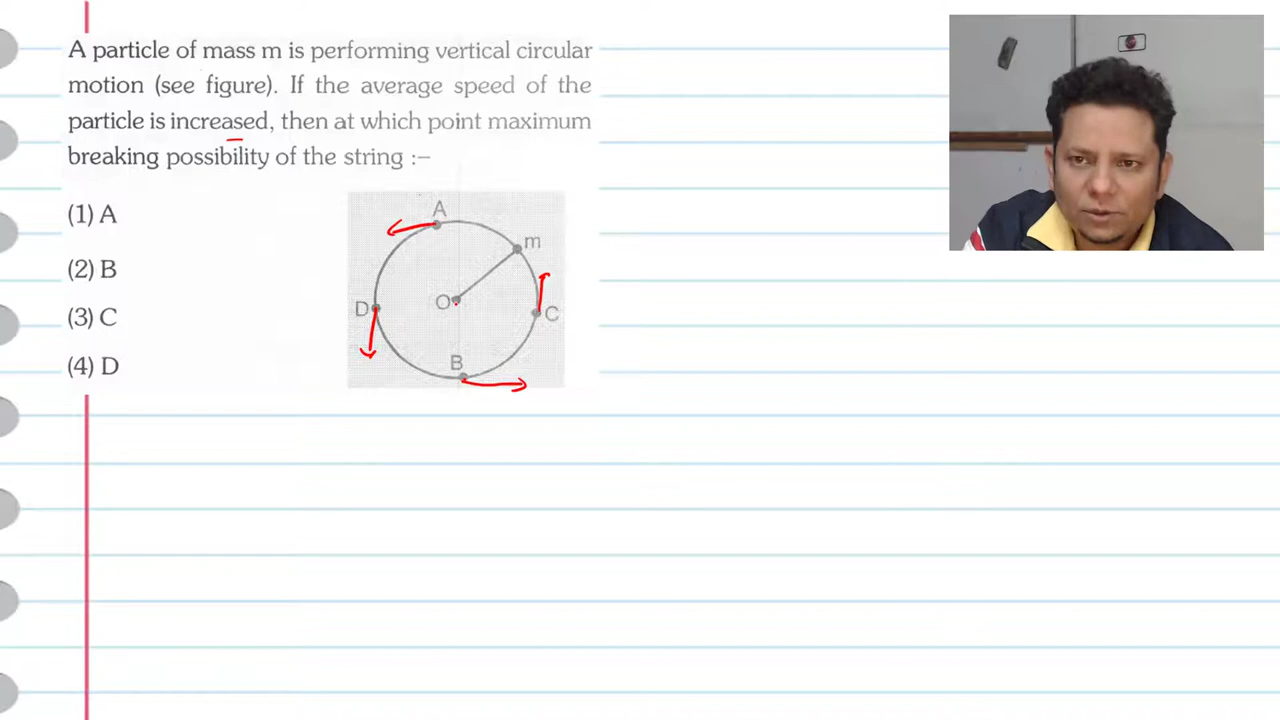 A particle of mass m is performing vertical circular
motion (see figure). If the average speed of the
particle is increased, then at which point maximum
breaking possibility of the string :–
(1) A
(2) B
(3) C
(4) D
A
m
O
D
C
B